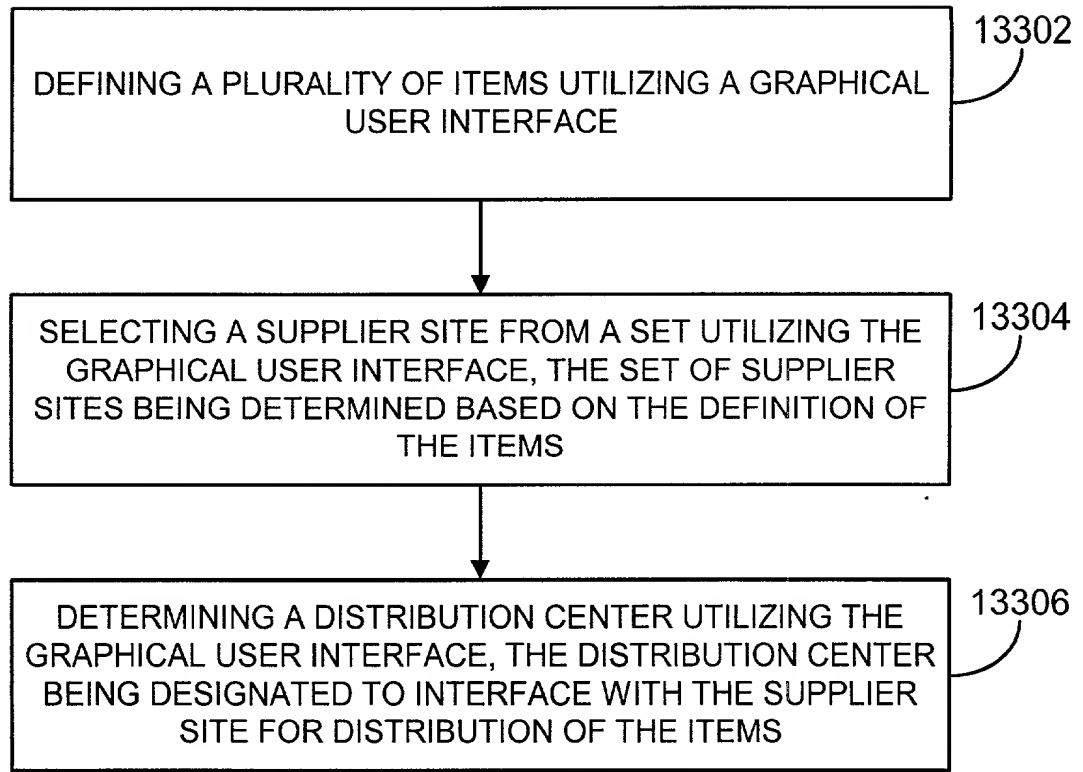 13302
DEFINING A PLURALITY OF ITEMS UTILIZING A GRAPHICAL
USER INTERFACE
13304
SELECTING A SUPPLIER SITE FROM A SET UTILIZING THE
GRAPHICAL USER INTERFACE, THE SET OF SUPPLIER
SITES BEING DETERMINED BASED ON THE DEFINITION OF
THE ITEMS
13306
DETERMINING A DISTRIBUTION CENTER UTILIZING THE
GRAPHICAL USER INTERFACE, THE DISTRIBUTION CENTER
BEING DESIGNATED TO INTERFACE WITH THE SUPPLIER
SITE FOR DISTRIBUTION OF THE ITEMS